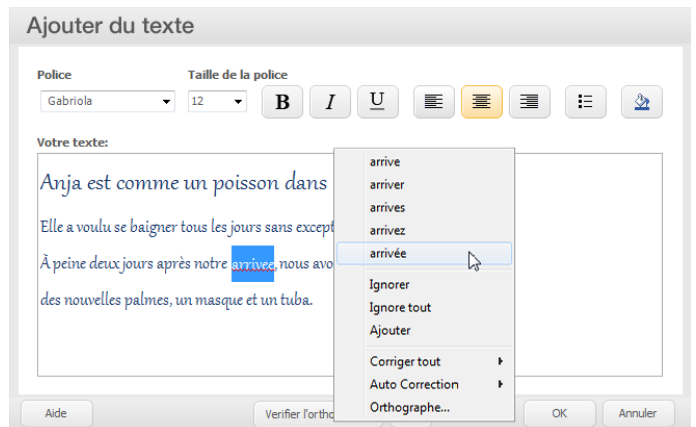 Ajouter du texte
Police Taille de la police
Gabriola 12 B I U
Votre texte:
Anja est comme un poisson dans
Elle a voulu se baigner tous les jours sans
À peine deux jours après notre arrivee, nous
des nouvelles palmes, un masque et un tuba.
arrive
arriver
arrives
arrivez
arrivée
Ignorer
Ignore tout
Ajouter
Corriger tout
Auto Correction
Orthographe...
Aide Verifier OK Annuler